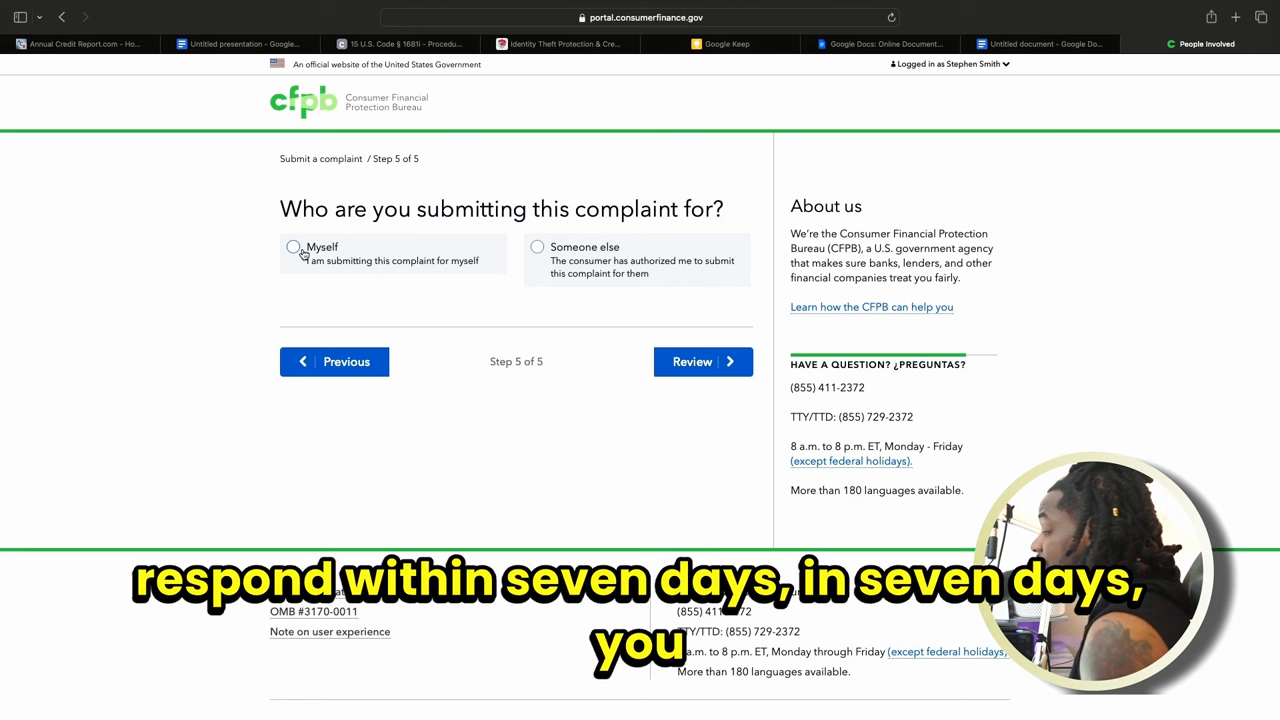 portal.consumerfinance.gov
Annual Credit Report.com - Ho...
Untitled presentation - Google...
15 U.S. Code § 1681i - Procedu...
Identity Theft Protection & Cre...
Google Keep
Google Docs: Online Document...
Untitled document - Google Do...
People Involved
An official website of the United States Government
Logged in as Stephen Smith
cfpb
Consumer Financial
Protection Bureau
Submit a complaint / Step 5 of 5
Who are you submitting this complaint for?
Myself
I am submitting this complaint for myself
Someone else
The consumer has authorized me to submit
this complaint for them
Previous
Step 5 of 5
Review
About us
We're the Consumer Financial Protection
Bureau (CFPB), a U.S. government agency
that makes sure banks, lenders, and other
financial companies treat you fairly.
Learn how the CFPB can help you
HAVE A QUESTION? ¿PREGUNTAS?
(855) 411-2372
TTY/TTD: (855) 729-2372
8 a.m. to 8 p.m. ET, Monday - Friday
(except federal holidays).
More than 180 languages available.
respond within seven days, in seven days,
you
OMB #3170-0011
Note on user experience
(855) 411
TTY/TTD: (855) 729-2372
a.m. to 8 p.m. ET, Monday through Friday (except federal holidays)
More than 180 languages available.